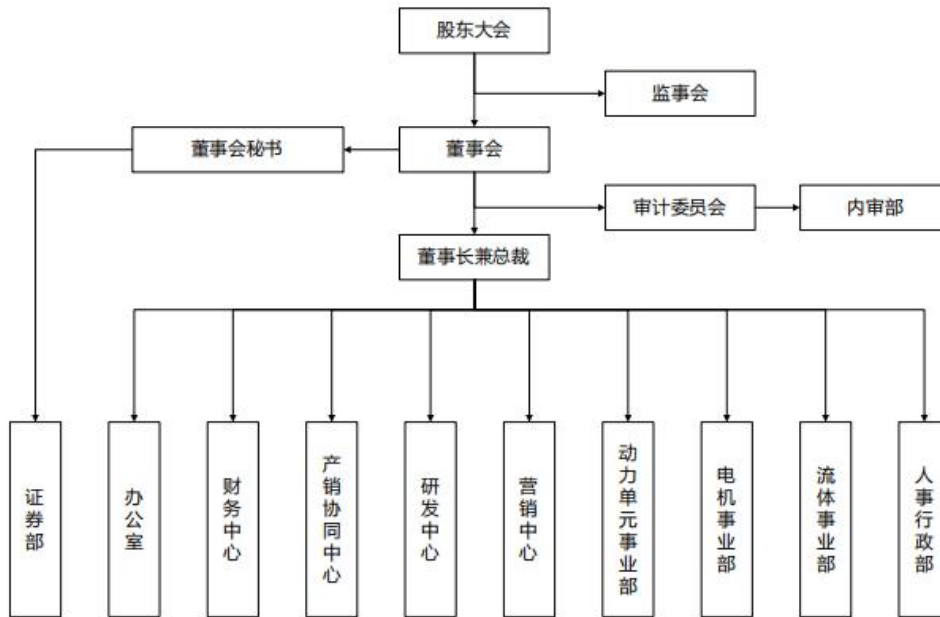 股东大会
监事会
董事会秘书
董事会
审计委员会
内审部
董事长兼总裁
证券部
办公室
财务中心
产销协同中心
研发中心
营销中心
动力单元事业部
电机事业部
流体事业部
人事行政部